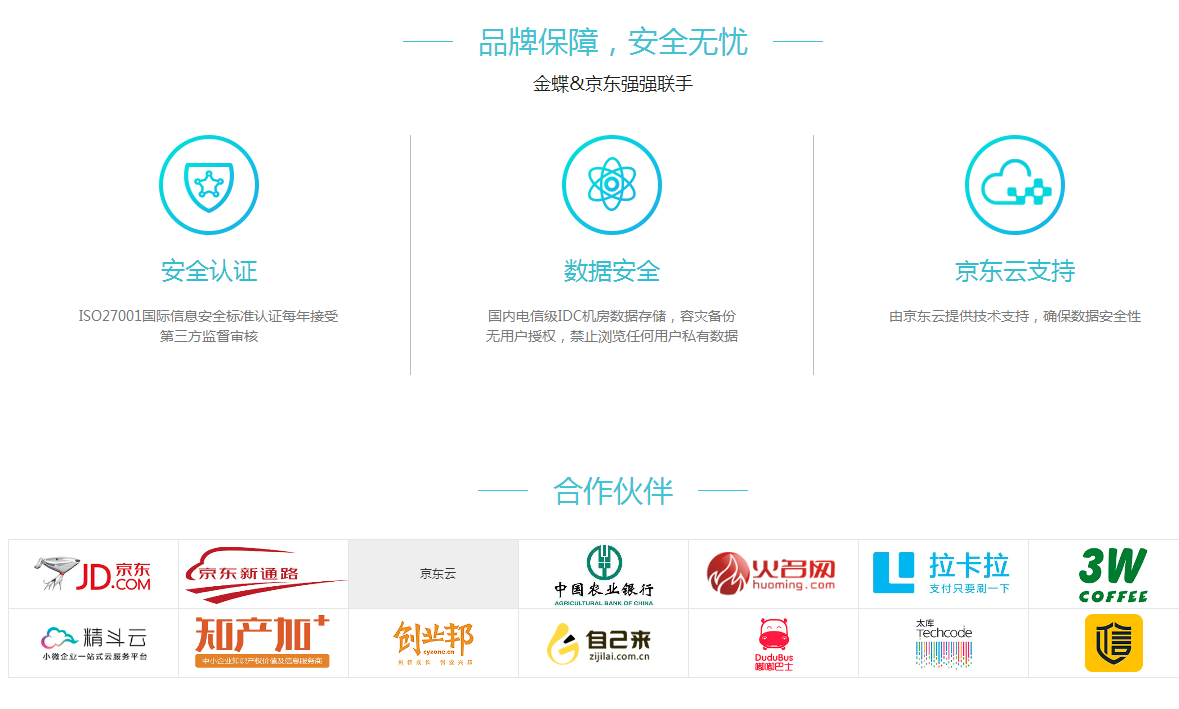 品牌保障，安全无忧
金蝶&京东强强联手
安全认证
ISO27001国际信息安全标准认证每年接受
第三方监督审核
数据安全
国内电信级IDC机房数据存储，容灾备份
无用户授权，禁止浏览任何用户私有数据
京东云支持
由京东云提供技术支持，确保数据安全性
合作伙伴
JD 京东
.COM
京东新通路
京东云
中国农业银行
AGRICULTURAL BANK OF CHINA
火名网
huoming.com
拉卡拉
支付只要刷一下
3W
COFFEE
精斗云
小微企业一站式云服务平台
知产加+
中小企业知识产权价值及信息服务商
创业邦
cyzone.cn
自己来
zijilai.com.cn
DuduBus
嘟嘟巴士
太库
Techcode